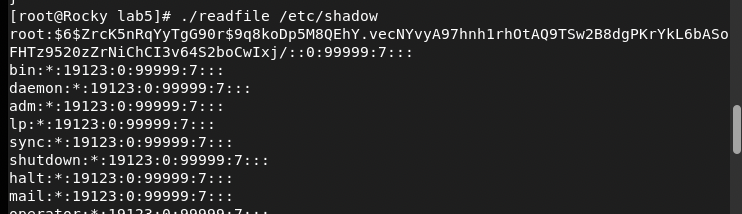 [root@Rocky lab5]# ./readfile /etc/shadow
root:$6$ZrcK5nRqYyTgG90r$9q8koDp5M8QEhY.vecNYvyA97hnh1rhOtAQ9TSw2B8dgPKrYkL6bASo
FHTz9520zZrNiChCI3v64S2boCwIxj/::0:99999:7:::
bin:*:19123:0:99999:7:::
daemon:*:19123:0:99999:7:::
adm:*:19123:0:99999:7:::
lp:*:19123:0:99999:7:::
sync:*:19123:0:99999:7:::
shutdown:*:19123:0:99999:7:::
halt:*:19123:0:99999:7:::
mail:*:19123:0:99999:7:::
operator:*:19123:0:99999:7:::